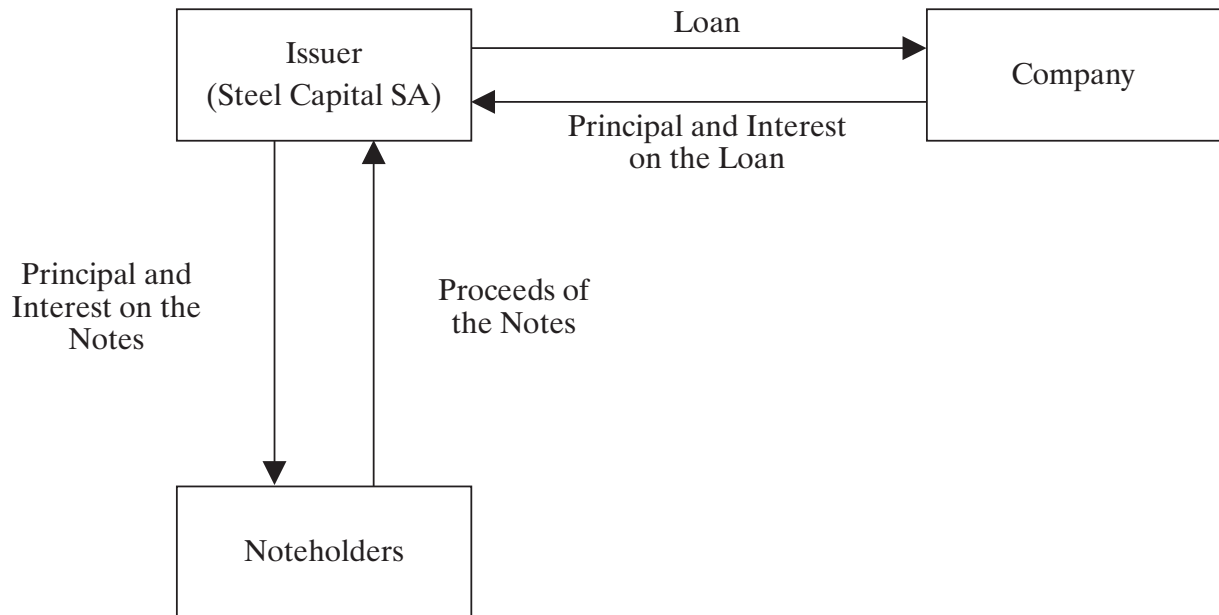 Loan
Issuer
(Steel Capital SA)
Company
Principal and Interest
on the Loan
Principal and
Interest on the
Notes
Proceeds of
the Notes
Noteholders